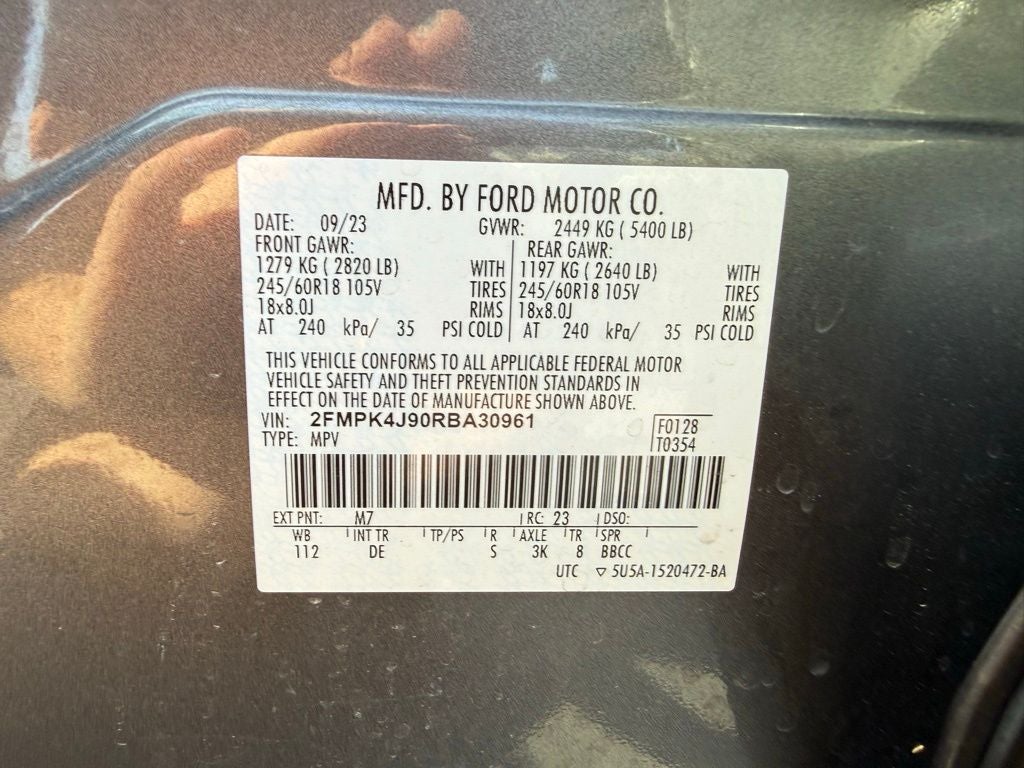 MFD. BY FORD MOTOR CO.
DATE: 09/23 GVWR: 2449 KG ( 5400 LB)
FRONT GAWR: REAR GAWR:
1279 KG ( 2820 LB) WITH 1197 KG ( 2640 LB) WITH
245/60R18 105V TIRES 245/60R18 105V TIRES
18x8.0J RIMS 18x8.0J RIMS
AT 240 kPa/ 35 PSI COLD AT 240 kPa/ 35 PSI COLD
THIS VEHICLE CONFORMS TO ALL APPLICABLE FEDERAL MOTOR
VEHICLE SAFETY AND THEFT PREVENTION STANDARDS IN
EFFECT ON THE DATE OF MANUFACTURE SHOWN ABOVE.
VIN: 2FMPK4J90RBA30961 F0128
TYPE: MPV T0354
EXT PNT: M7 RC: 23 DSO:
WB INT TR TP/PS R AXLE TR SPR
112 DE S 3K 8 BBCC
UTC ▽ 5U5A-1520472-BA